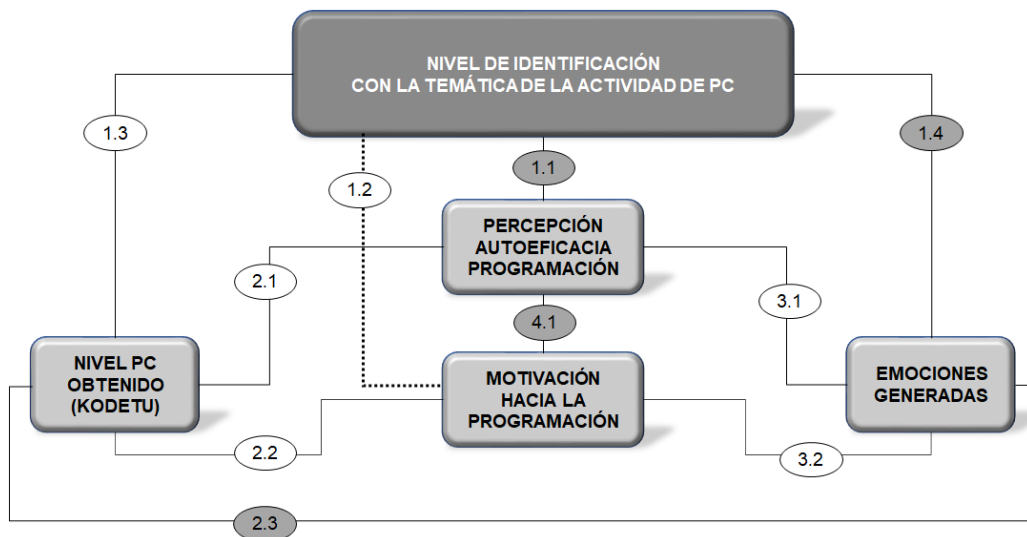 NIVEL DE IDENTIFICACIÓN
CON LA TEMÁTICA DE LA ACTIVIDAD DE PC
1.3
1.4
1.1
1.2
PERCEPCIÓN
AUTOEFICACIA
PROGRAMACIÓN
2.1
3.1
4.1
NIVEL PC
OBTENIDO
(KODETU)
MOTIVACIÓN
HACIA LA
PROGRAMACIÓN
EMOCIONES
GENERADAS
2.2
3.2
2.3